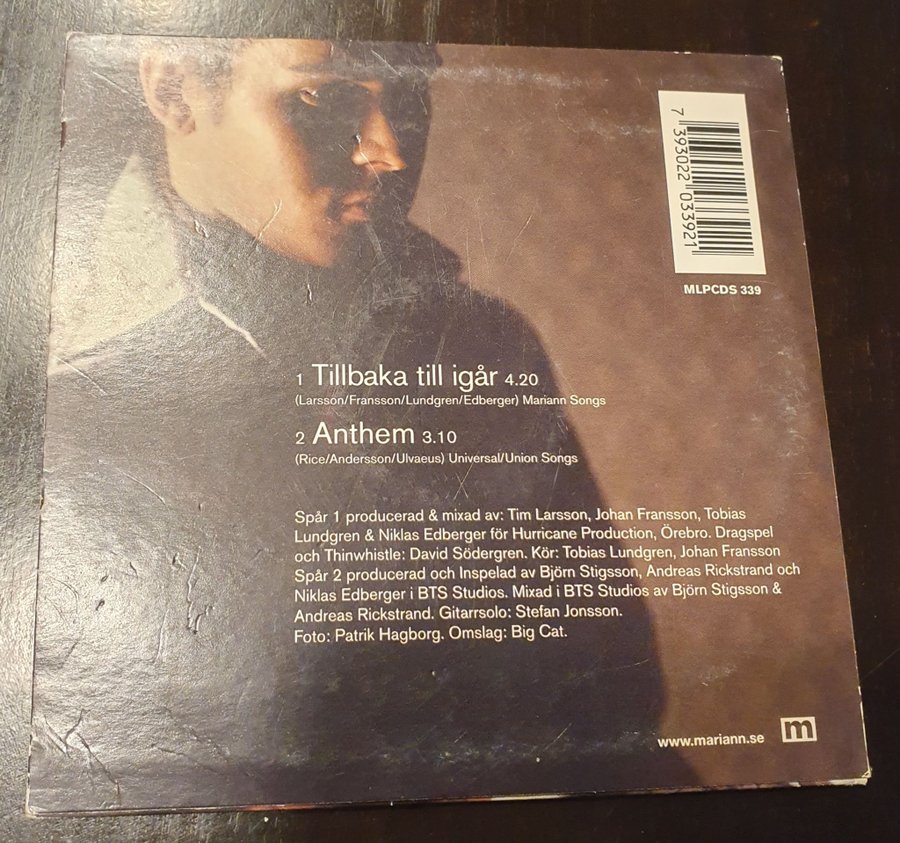 7 393022 033921
MLPCDS 339
1 Tillbaka till igår 4.20
(Larsson/Fransson/Lundgren/Edberger) Mariann Songs
2 Anthem 3.10
(Rice/Andersson/Ulvaeus) Universal/Union Songs
Spår 1 producerad & mixad av: Tim Larsson, Johan Fransson, Tobias
Lundgren & Niklas Edberger för Hurricane Production, Örebro. Dragspel
och Thinwhistle: David Södergren. Kör: Tobias Lundgren, Johan Fransson
Spår 2 producerad och Inspelad av Björn Stigsson, Andreas Rickstrand och
Niklas Edberger i BTS Studios. Mixad i BTS Studios av Björn Stigsson &
Andreas Rickstrand. Gitarrsolo: Stefan Jonsson.
Foto: Patrik Hagborg. Omslag: Big Cat.
www.mariann.se m